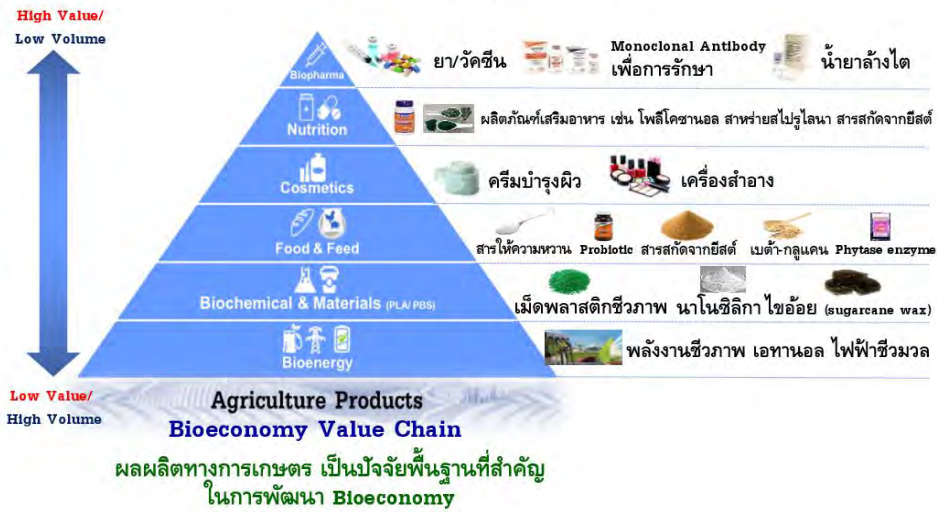 High Value/
Low Volume
Biopharma
ยา/วัคซีน
Monoclonal Antibody
เพื่อการรักษา
น้ำยาล้างไต
Nutrition
ผลิตภัณฑ์เสริมอาหาร เช่น โพลีโคซานอล สาหร่ายสไปรูไลนา สารสกัดจากยีสต์
Cosmetics
ครีมบำรุงผิว
เครื่องสำอาง
Food & Feed
สารให้ความหวาน
Probiotic
สารสกัดจากยีสต์
เบต้า-กลูแคน
Phytase enzyme
Biochemical & Materials (PLA/ PBS)
เม็ดพลาสติกชีวภาพ
นาโนซิลิกา
ไขอ้อย (sugarcane wax)
Bioenergy
พลังงานชีวภาพ เอทานอล ไฟฟ้าชีวมวล
Low Value/
High Volume
Agriculture Products
Bioeconomy Value Chain
ผลผลิตทางการเกษตร เป็นปัจจัยพื้นฐานที่สำคัญ
ในการพัฒนา Bioeconomy